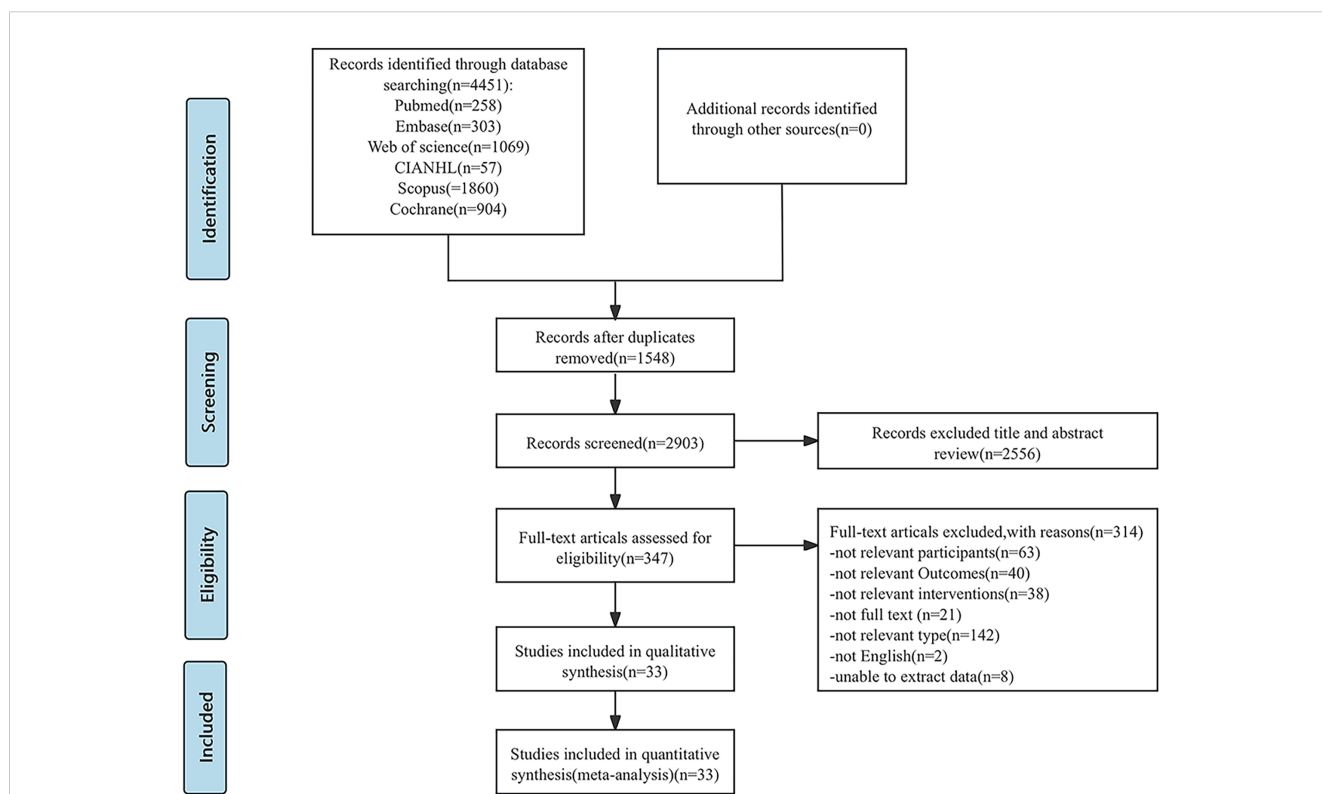 Identification
Records identified through database
searching(n=4451):
Pubmed(n=258)
Embase(n=303)
Web of science(n=1069)
CIANHL(n=57)
Scopus(=1860)
Cochrane(n=904)
Additional records identified
through other sources(n=0)
Screening
Records after duplicates
removed(n=1548)
Records screened(n=2903)
Records excluded title and abstract
review(n=2556)
Eligibility
Full-text articals assessed for
eligibility(n=347)
Full-text articals excluded,with reasons(n=314)
-not relevant participants(n=63)
-not relevant Outcomes(n=40)
-not relevant interventions(n=38)
-not full text (n=21)
-not relevant type(n=142)
-not English(n=2)
-unable to extract data(n=8)
Studies included in qualitative
synthesis(n=33)
Included
Studies included in quantitative
synthesis(meta-analysis)(n=33)